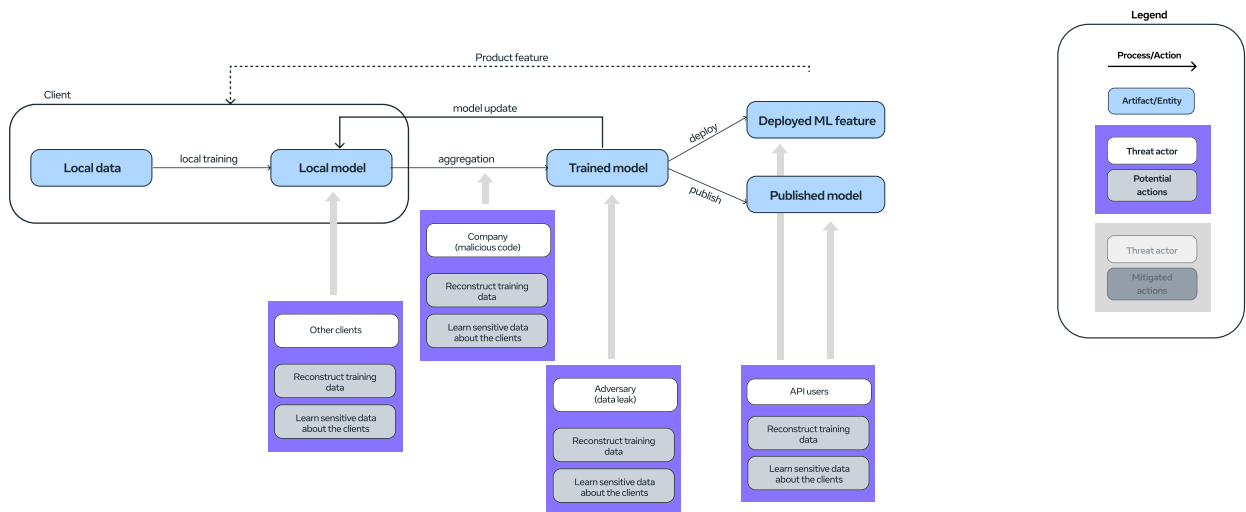 Legend
Process/Action
Artifact/Entity
Threat actor
Potential
actions
Threat actor
Mitigated
actions
Product feature
Client
model update
Local data
local training
Local model
aggregation
Trained model
deploy
publish
Deployed ML feature
Published model
Company
(malicious code)
Reconstruct training
data
Learn sensitive data
about the clients
Other clients
Reconstruct training
data
Learn sensitive data
about the clients
Adversary
(data leak)
Reconstruct training
data
Learn sensitive data
about the clients
API users
Reconstruct training
data
Learn sensitive data
about the clients